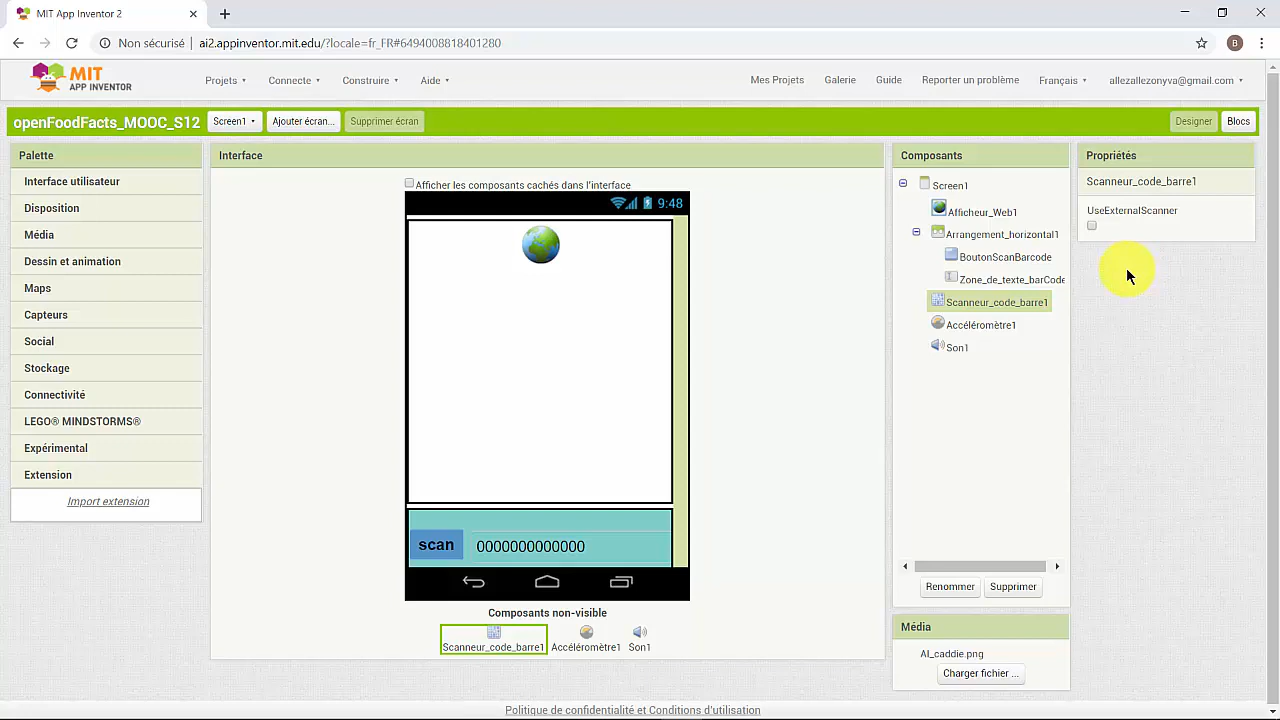 MIT App Inventor 2
Non sécurisé | ai2.appinventor.mit.edu/?locale=fr_FR#6494008818401280
B
MIT
APP INVENTOR
Projets Connecte Construire Aide Mes Projets Galerie Guide Reporter un problème Français allezallezonyva@gmail.com
openFoodFacts_MOOC_S12 Screen1 Ajouter écran... Supprimer écran Designer Blocs
Palette
Interface utilisateur
Disposition
Média
Dessin et animation
Maps
Capteurs
Social
Stockage
Connectivité
LEGO® MINDSTORMS®
Expérimental
Extension
Import extension
Interface
Afficher les composants cachés dans l'interface
9:48
scan 0000000000000
Composants non-visible
Scanneur_code_barre1 Accéléromètre1 Son1
Composants
Screen1
Afficheur_Web1
Arrangement_horizontal1
BoutonScanBarcode
Zone_de_texte_barCode
Scanneur_code_barre1
Accéléromètre1
Son1
Renommer Supprimer
Média
AI_caddie.png
Charger fichier ...
Propriétés
Scanneur_code_barre1
UseExternalScanner
Politique de confidentialité et Conditions d'utilisation